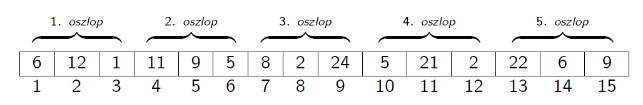 1. oszlop 2. oszlop 3. oszlop 4. oszlop 5. oszlop
6 12 1 11 9 5 8 2 24 5 21 2 22 6 9
1 2 3 4 5 6 7 8 9 10 11 12 13 14 15